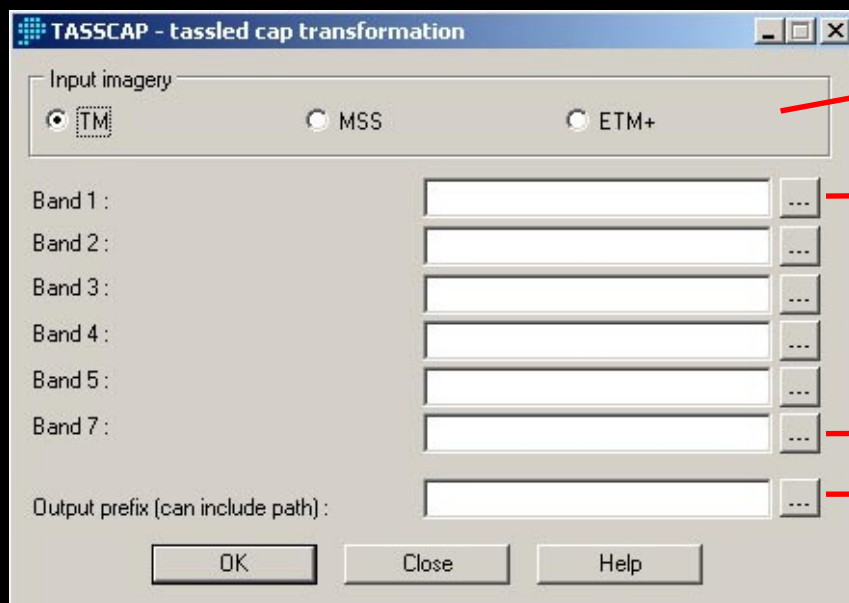 TASSCAP - tassled cap transformation
Input imagery
TM MSS ETM+
Band 1 : ...
Band 2 : ...
Band 3 : ...
Band 4 : ...
Band 5 : ...
Band 7 : ...
Output prefix (can include path) : ...
OK Close Help